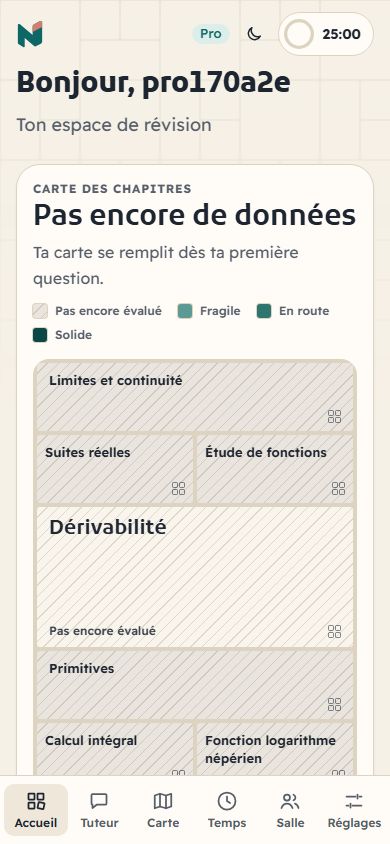 Pro
25:00
Bonjour, pro170a2e
Ton espace de révision
CARTE DES CHAPITRES
Pas encore de données
Ta carte se remplit dès ta première
question.
Pas encore évalué
Fragile
En route
Solide
Limites et continuité
Suites réelles
Étude de fonctions
Dérivabilité
Pas encore évalué
Primitives
Calcul intégral
Fonction logarithme
népérien
Accueil
Tuteur
Carte
Temps
Salle
Réglages